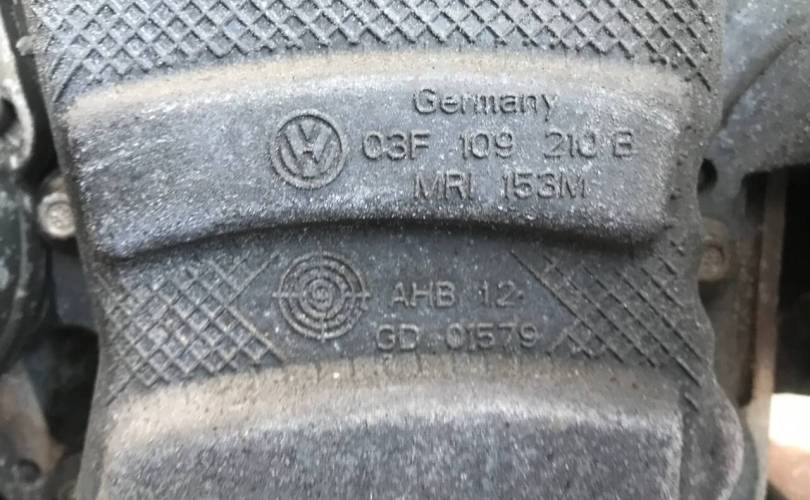 Germany
03F 109 210 B
MRI 153M
AHB 12
GD 01579